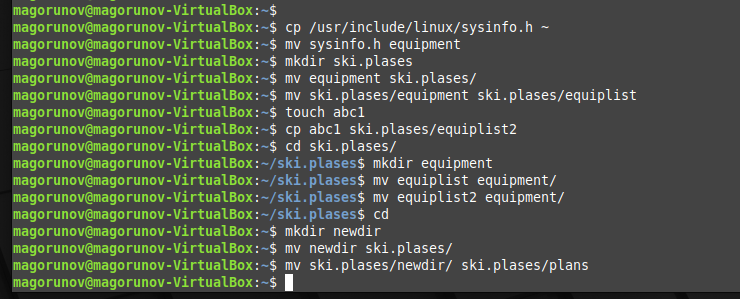 magorunov@magorunov-VirtualBox:~$
magorunov@magorunov-VirtualBox:~$ cp /usr/include/linux/sysinfo.h ~
magorunov@magorunov-VirtualBox:~$ mv sysinfo.h equipment
magorunov@magorunov-VirtualBox:~$ mkdir ski.plases
magorunov@magorunov-VirtualBox:~$ mv equipment ski.plases/
magorunov@magorunov-VirtualBox:~$ mv ski.plases/equipment ski.plases/equiplist
magorunov@magorunov-VirtualBox:~$ touch abc1
magorunov@magorunov-VirtualBox:~$ cp abc1 ski.plases/equiplist2
magorunov@magorunov-VirtualBox:~$ cd ski.plases/
magorunov@magorunov-VirtualBox:~/ski.plases$ mkdir equipment
magorunov@magorunov-VirtualBox:~/ski.plases$ mv equiplist equipment/
magorunov@magorunov-VirtualBox:~/ski.plases$ mv equiplist2 equipment/
magorunov@magorunov-VirtualBox:~/ski.plases$ cd
magorunov@magorunov-VirtualBox:~$ mkdir newdir
magorunov@magorunov-VirtualBox:~$ mv newdir ski.plases/
magorunov@magorunov-VirtualBox:~$ mv ski.plases/newdir/ ski.plases/plans
magorunov@magorunov-VirtualBox:~$